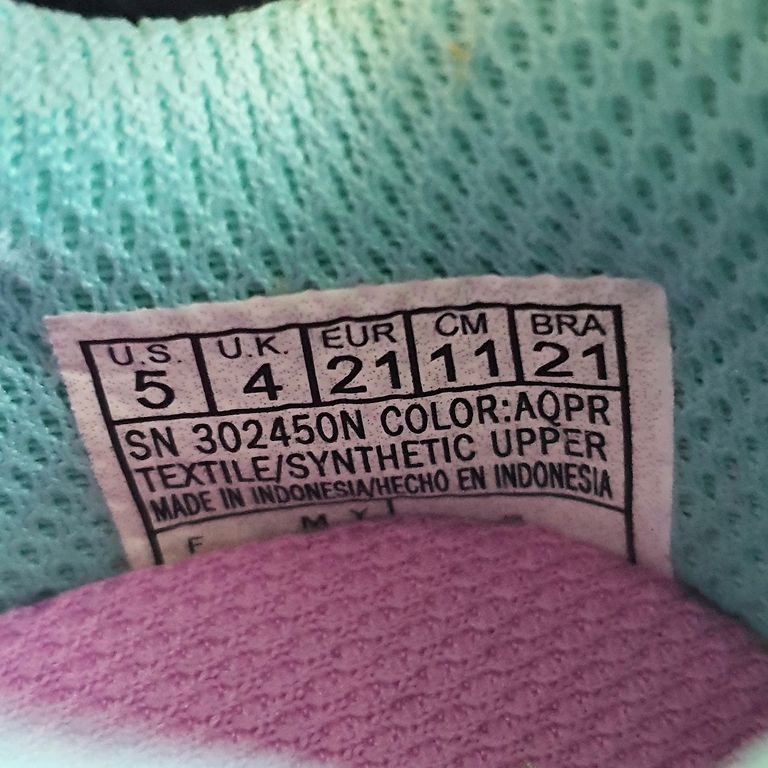 U.S. U.K. EUR CM BRA
5 4 21 11 21
SN 302450N COLOR:AQPR
TEXTILE/SYNTHETIC UPPER
MADE IN INDONESIA/HECHO EN INDONESIA